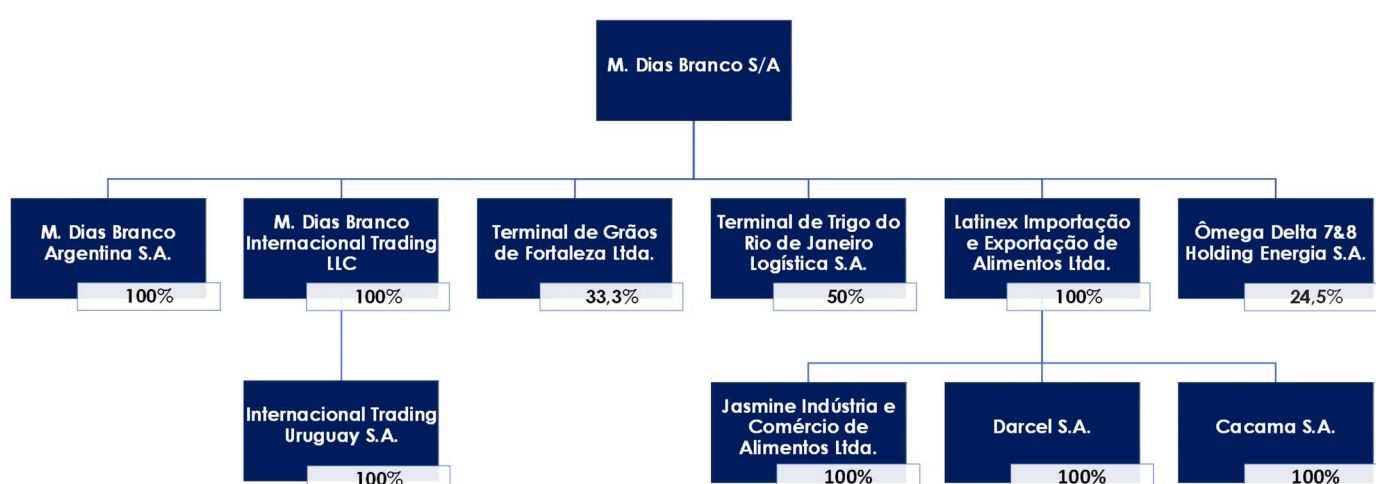 M. Dias Branco S/A
M. Dias Branco
Argentina S.A.
100%
M. Dias Branco
Internacional Trading
LLC
100%
Terminal de Grãos
de Fortaleza Ltda.
33,3%
Terminal de Trigo do
Rio de Janeiro
Logística S.A.
50%
Latinex Importação
e Exportação de
Alimentos Ltda.
100%
Ômega Delta 7&8
Holding Energia S.A.
24,5%
Internacional Trading
Uruguay S.A.
100%
Jasmine Indústria e
Comércio de
Alimentos Ltda.
100%
Darcel S.A.
100%
Cacama S.A.
100%